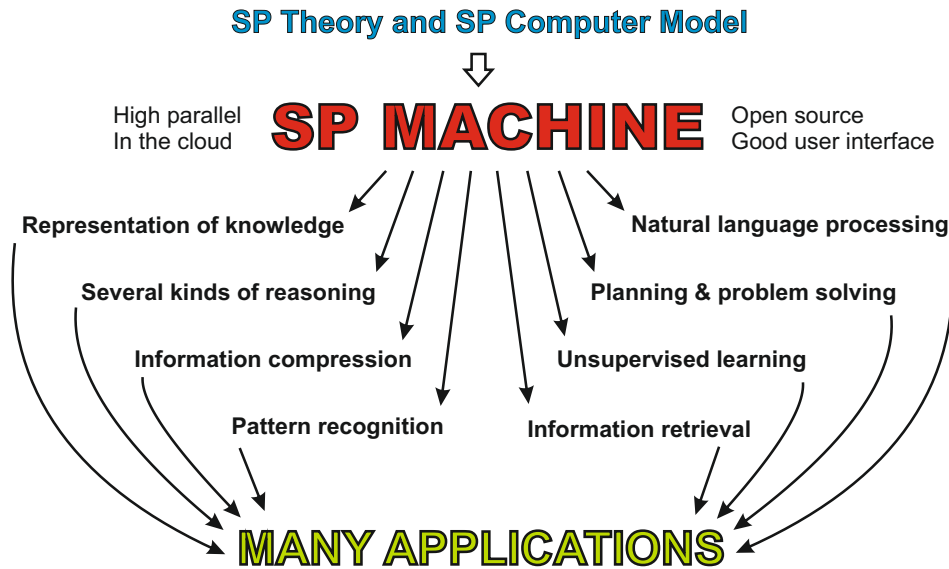 SP Theory and SP Computer Model
High parallel
In the cloud
SP MACHINE
Open source
Good user interface
Representation of knowledge
Natural language processing
Several kinds of reasoning
Planning & problem solving
Information compression
Unsupervised learning
Pattern recognition
Information retrieval
MANY APPLICATIONS